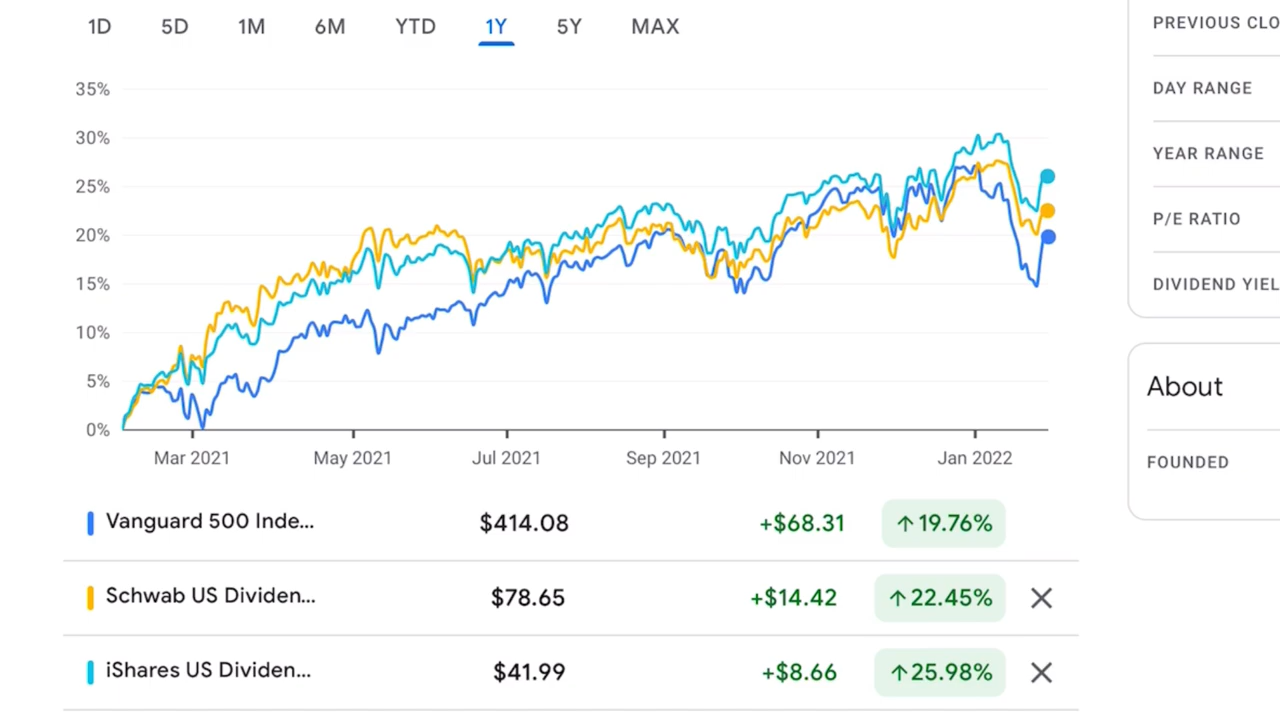 1D 5D 1M 6M YTD 1Y 5Y MAX
35%
30%
25%
20%
15%
10%
5%
0%
Mar 2021 May 2021 Jul 2021 Sep 2021 Nov 2021 Jan 2022
Vanguard 500 Inde... $414.08 +$68.31 ↑19.76%
Schwab US Dividen... $78.65 +$14.42 ↑22.45%
iShares US Dividen... $41.99 +$8.66 ↑25.98%
PREVIOUS CLO
DAY RANGE
YEAR RANGE
P/E RATIO
DIVIDEND YIEL
About
FOUNDED